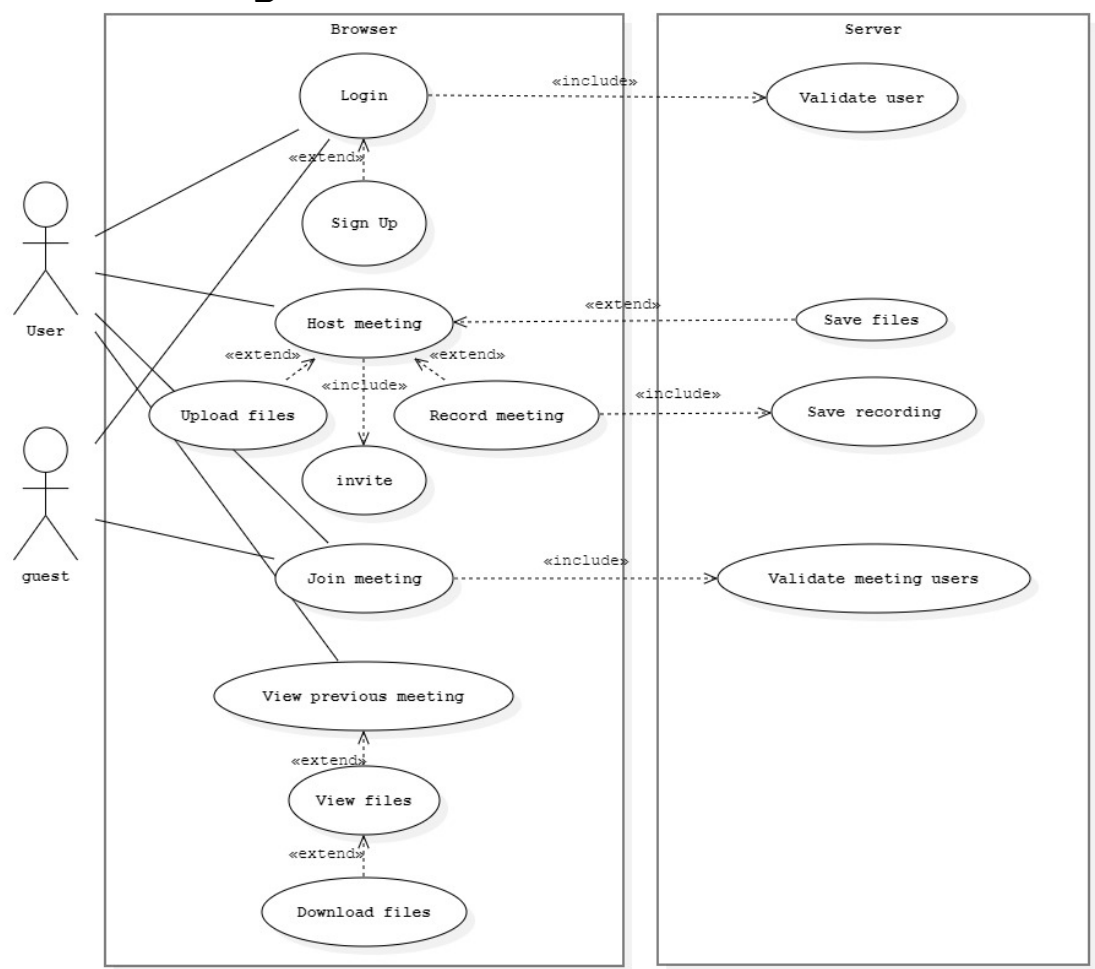 Browser
Server
Login
«include»
Validate user
«extend»
Sign Up
User
Host meeting
«extend»
Save files
«extend»
«include»
«extend»
Upload files
Record meeting
«include»
Save recording
invite
guest
Join meeting
«include»
Validate meeting users
View previous meeting
«extend»
View files
«extend»
Download files